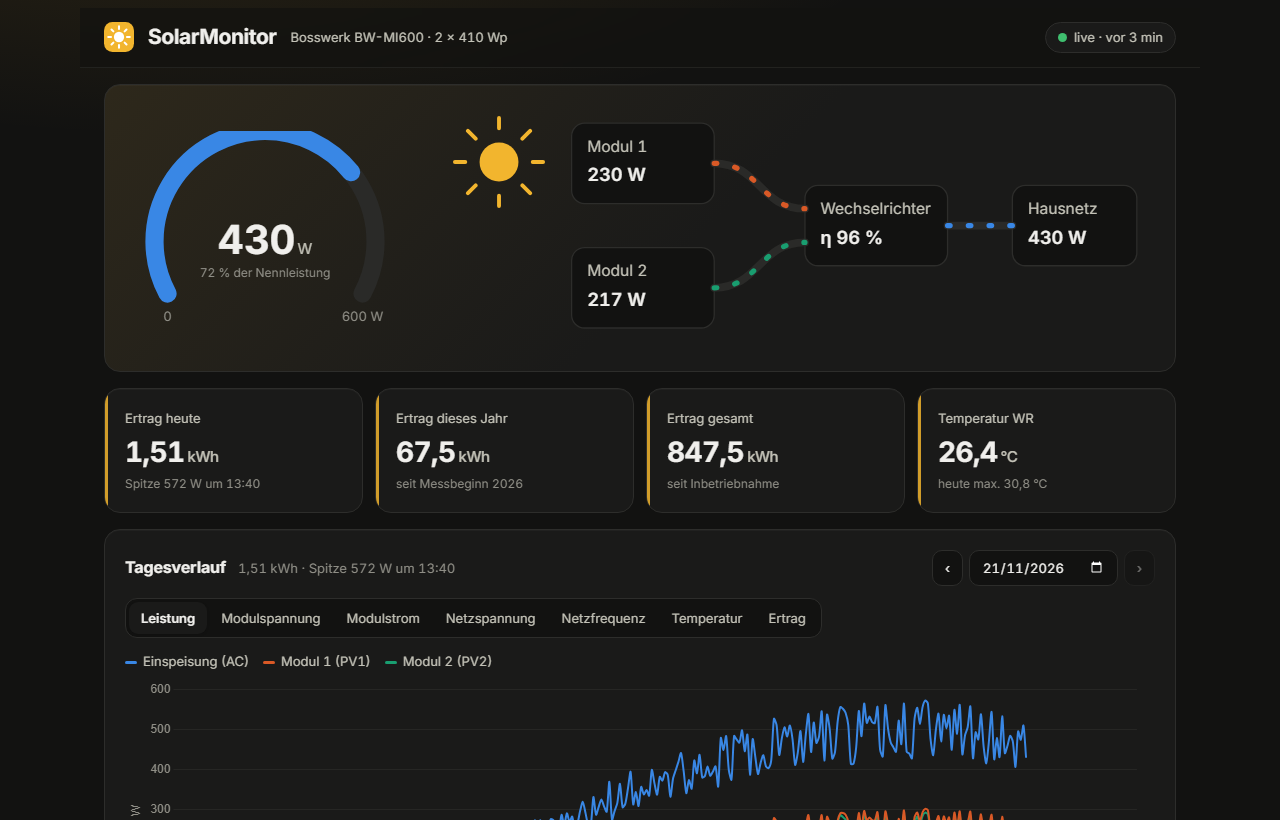 SolarMonitor Bosswerk BW-MI600 · 2 × 410 Wp
live · vor 3 min
430 W
72 % der Nennleistung
0
600 W
Modul 1
230 W
Modul 2
217 W
Wechselrichter
η 96 %
Hausnetz
430 W
Ertrag heute
1,51 kWh
Spitze 572 W um 13:40
Ertrag dieses Jahr
67,5 kWh
seit Messbeginn 2026
Ertrag gesamt
847,5 kWh
seit Inbetriebnahme
Temperatur WR
26,4 °C
heute max. 30,8 °C
Tagesverlauf 1,51 kWh · Spitze 572 W um 13:40
‹ 21/11/2026 ›
Leistung Modulspannung Modulstrom Netzspannung Netzfrequenz Temperatur Ertrag
Einspeisung (AC) Modul 1 (PV1) Modul 2 (PV2)
600
500
400
300
W